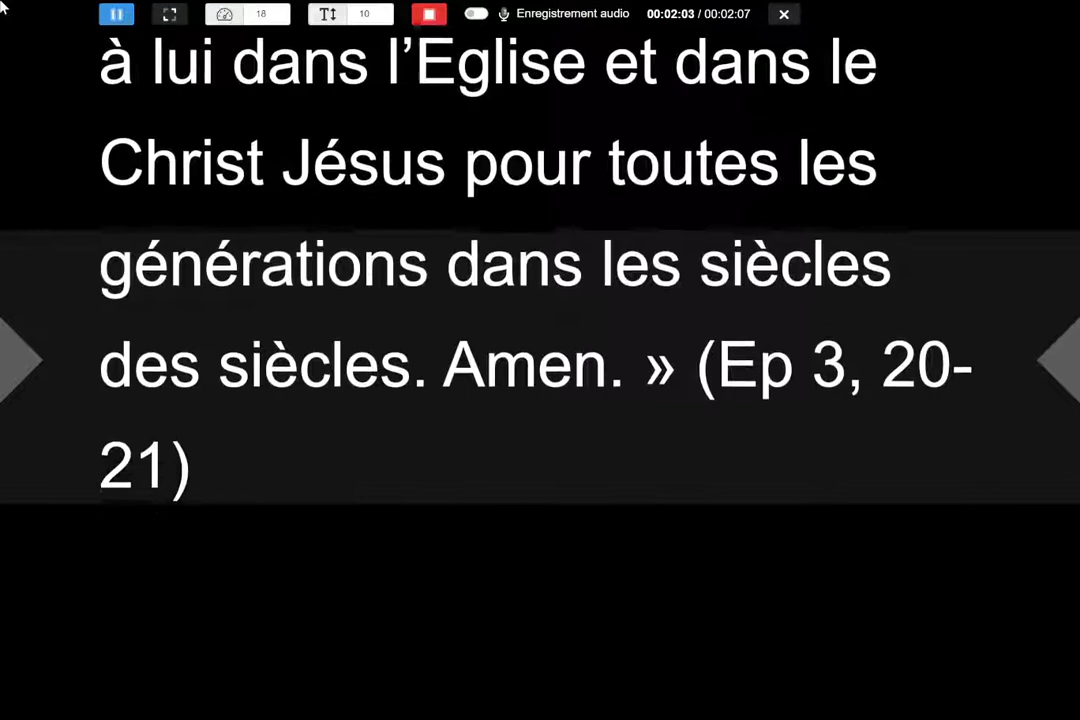 18 10 Enregistrement audio 00:02:03 / 00:02:07
à lui dans l’Eglise et dans le
Christ Jésus pour toutes les
générations dans les siècles
des siècles. Amen. » (Ep 3, 20-
21)